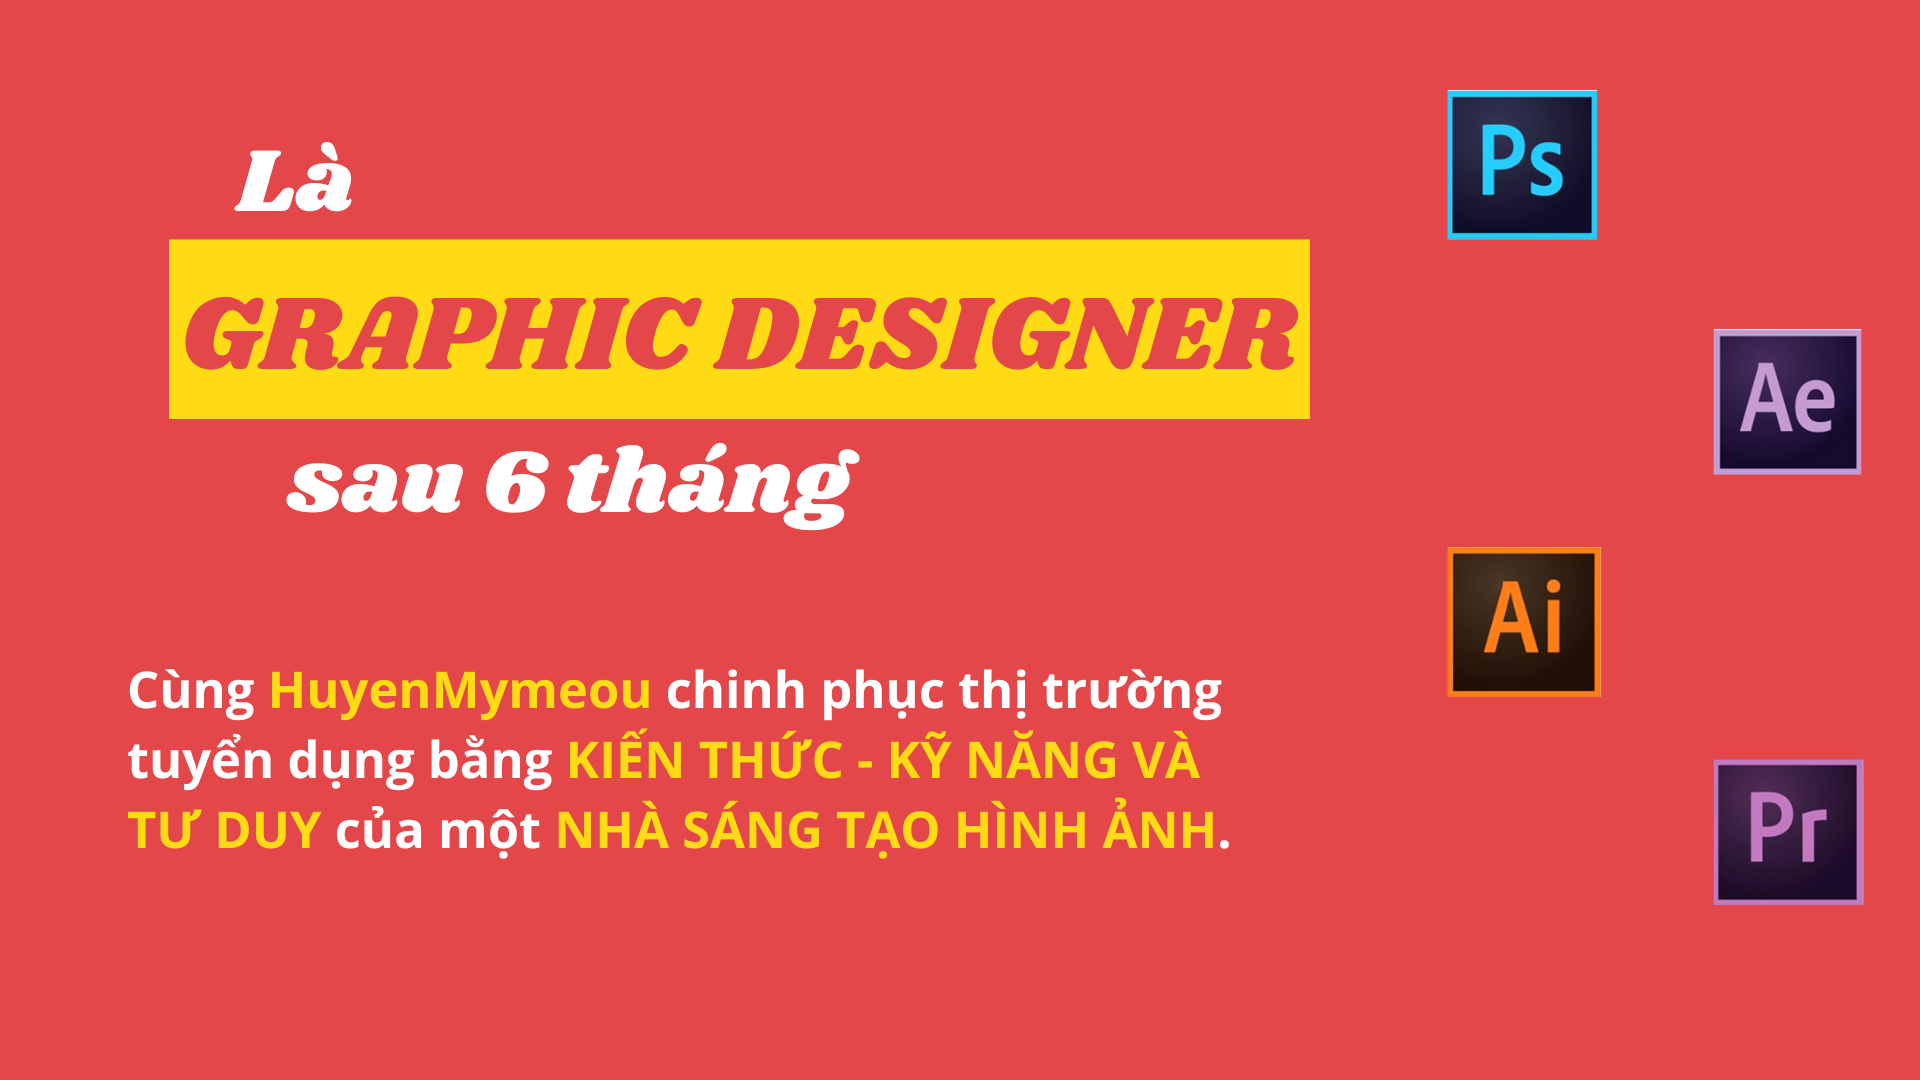 Là
GRAPHIC DESIGNER
sau 6 tháng
Cùng HuyenMymeou chinh phục thị trường
tuyển dụng bằng KIẾN THỨC - KỸ NĂNG VÀ
TƯ DUY của một NHÀ SÁNG TẠO HÌNH ẢNH.
Ps
Ae
Ai
Pr